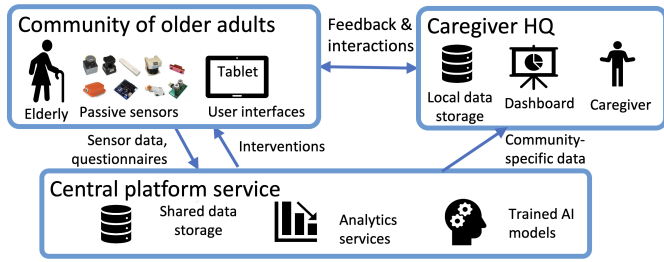 Community of older adults
Tablet
Elderly
Passive sensors
User interfaces
Feedback &
interactions
Caregiver HQ
Local data
storage
Dashboard
Caregiver
Sensor data,
questionnaires
Interventions
Community-
specific data
Central platform service
Shared data
storage
Analytics
services
Trained AI
models